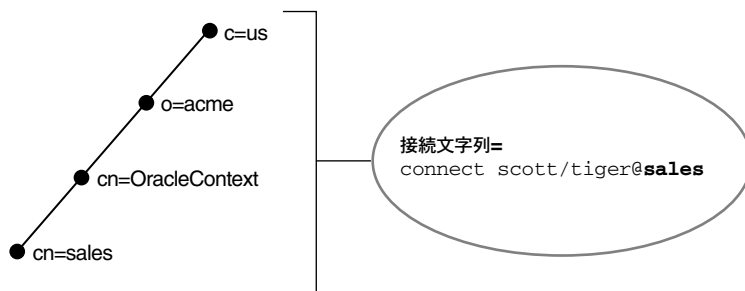 c=us
o=acme
cn=OracleContext
cn=sales
接続文字列=
connect scott/tiger@sales